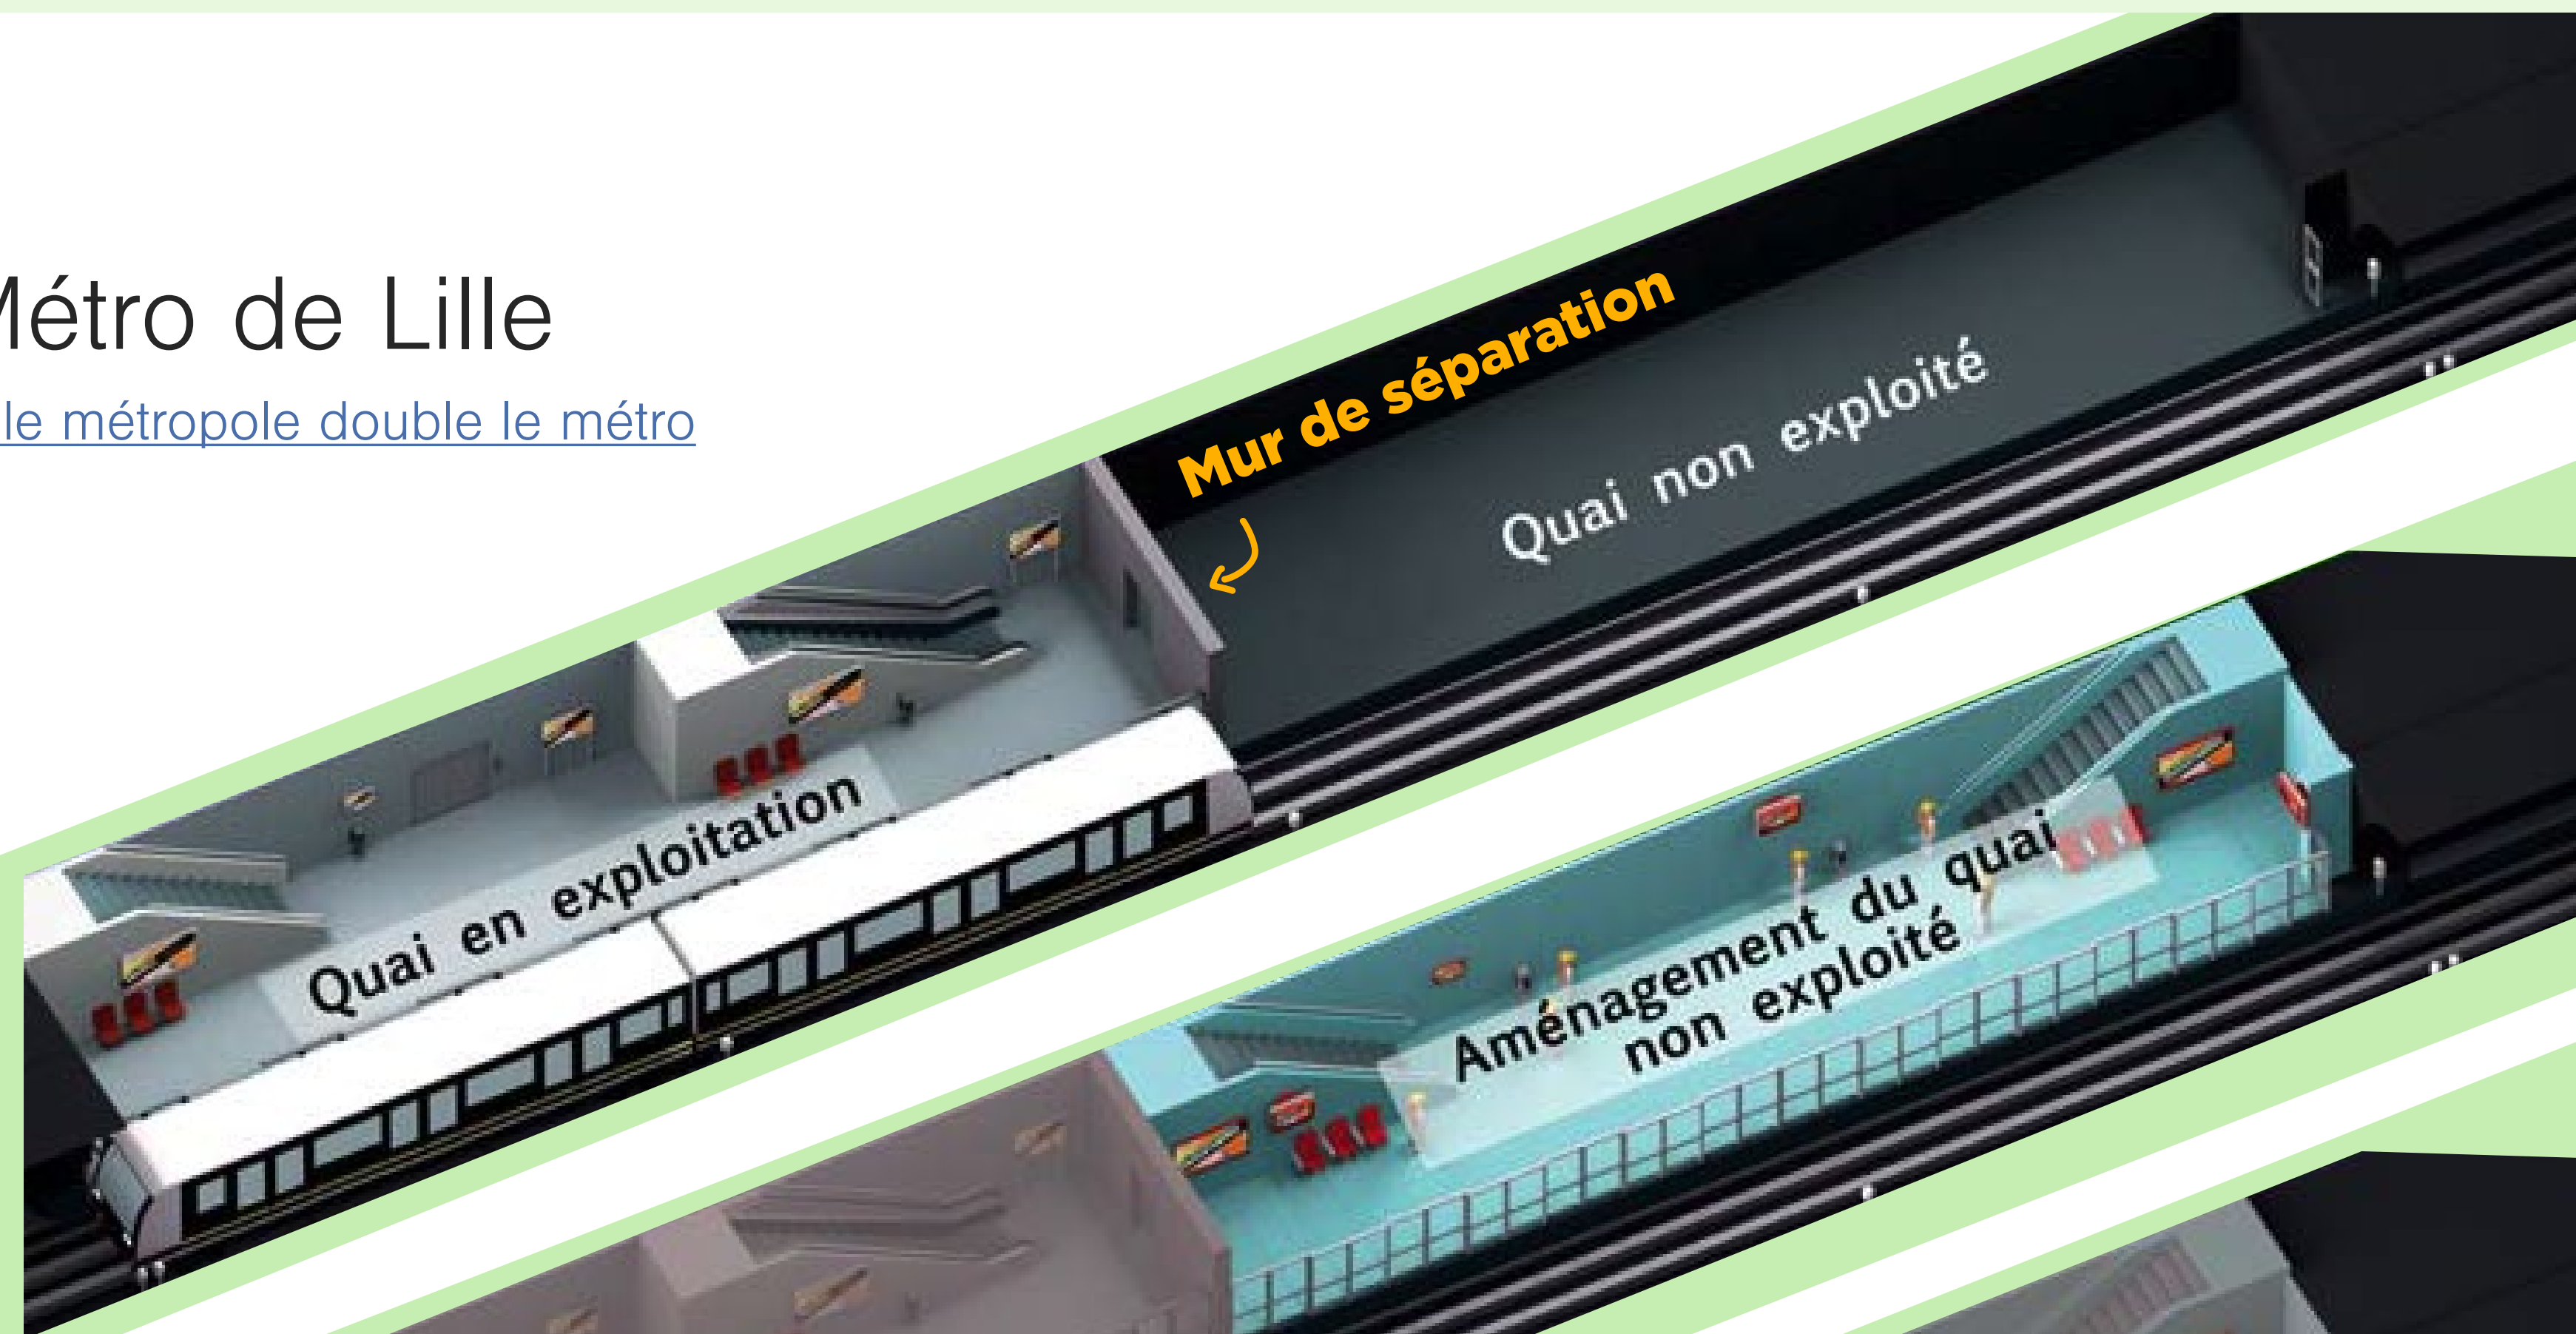 Métro de Lille
le métropole double le métro
Mur de séparation
Quai non exploité
Quai en exploitation
Aménagement du quai
non exploité